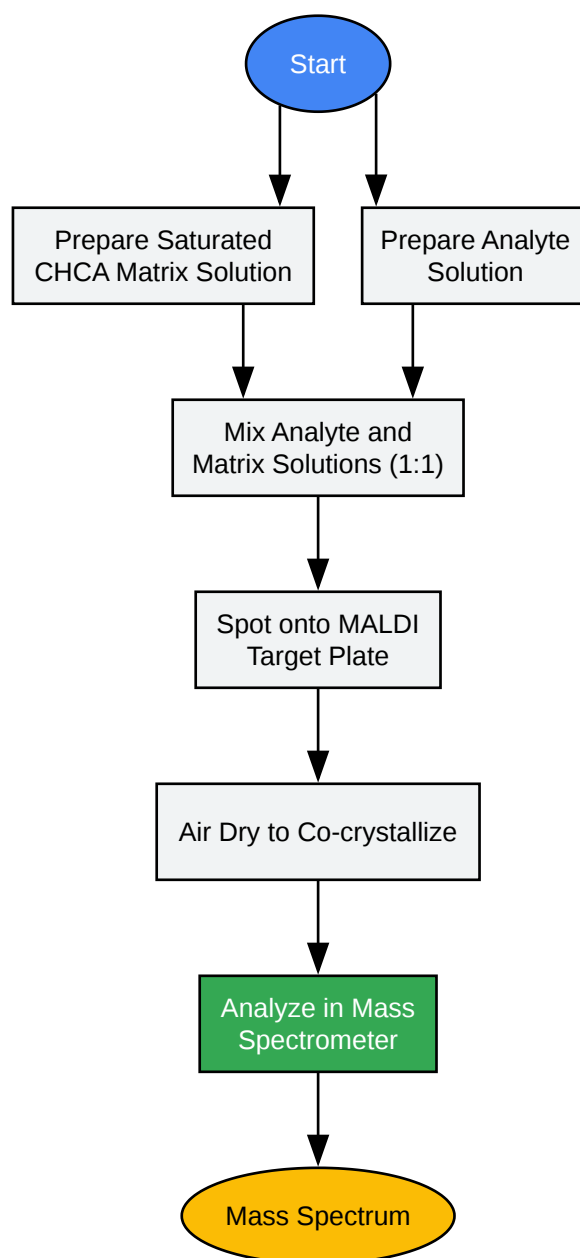 Start
Prepare Saturated
CHCA Matrix Solution
Prepare Analyte
Solution
Mix Analyte and
Matrix Solutions (1:1)
Spot onto MALDI
Target Plate
Air Dry to Co-crystallize
Analyze in Mass
Spectrometer
Mass Spectrum